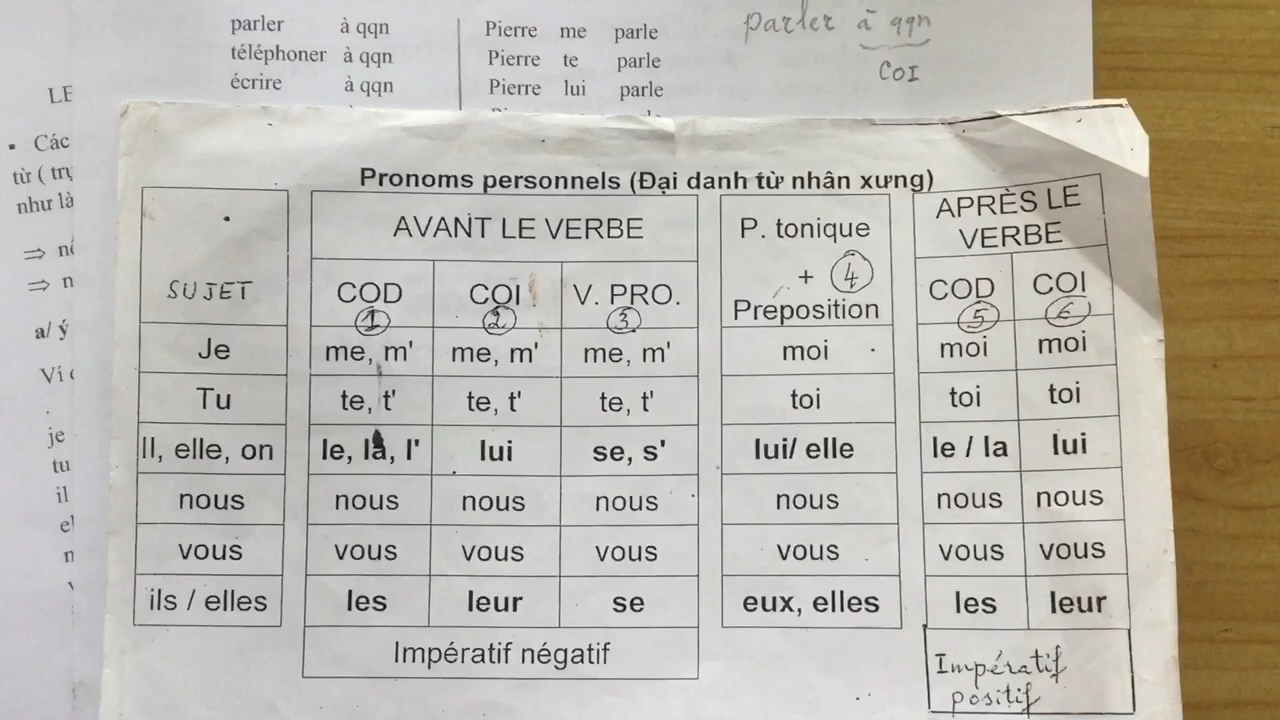 parler à qqn Pierre me parle
téléphoner à qqn Pierre te parle
écrire à qqn Pierre lui parle
parler à qqn
COI
LE
▪ Các
từ ( trự
như là
⇒
⇒ n
a/ ý
Ví
je
tu
il
el
n
Pronoms personnels (Đại danh từ nhân xưng)
SUJET
AVANT LE VERBE
P. tonique
+ 4
Preposition
APRÈS LE
VERBE
COD COI V. PRO. COD COI
1 2 3 5 6
Je me, m' me, m' me, m' moi moi moi
Tu te, t' te, t' te, t' toi toi toi
Il, elle, on le, la, l' lui se, s' lui/ elle le / la lui
nous nous nous nous nous nous nous
vous vous vous vous vous vous vous
ils / elles les leur se eux, elles les leur
Impératif négatif
Impératif
positif